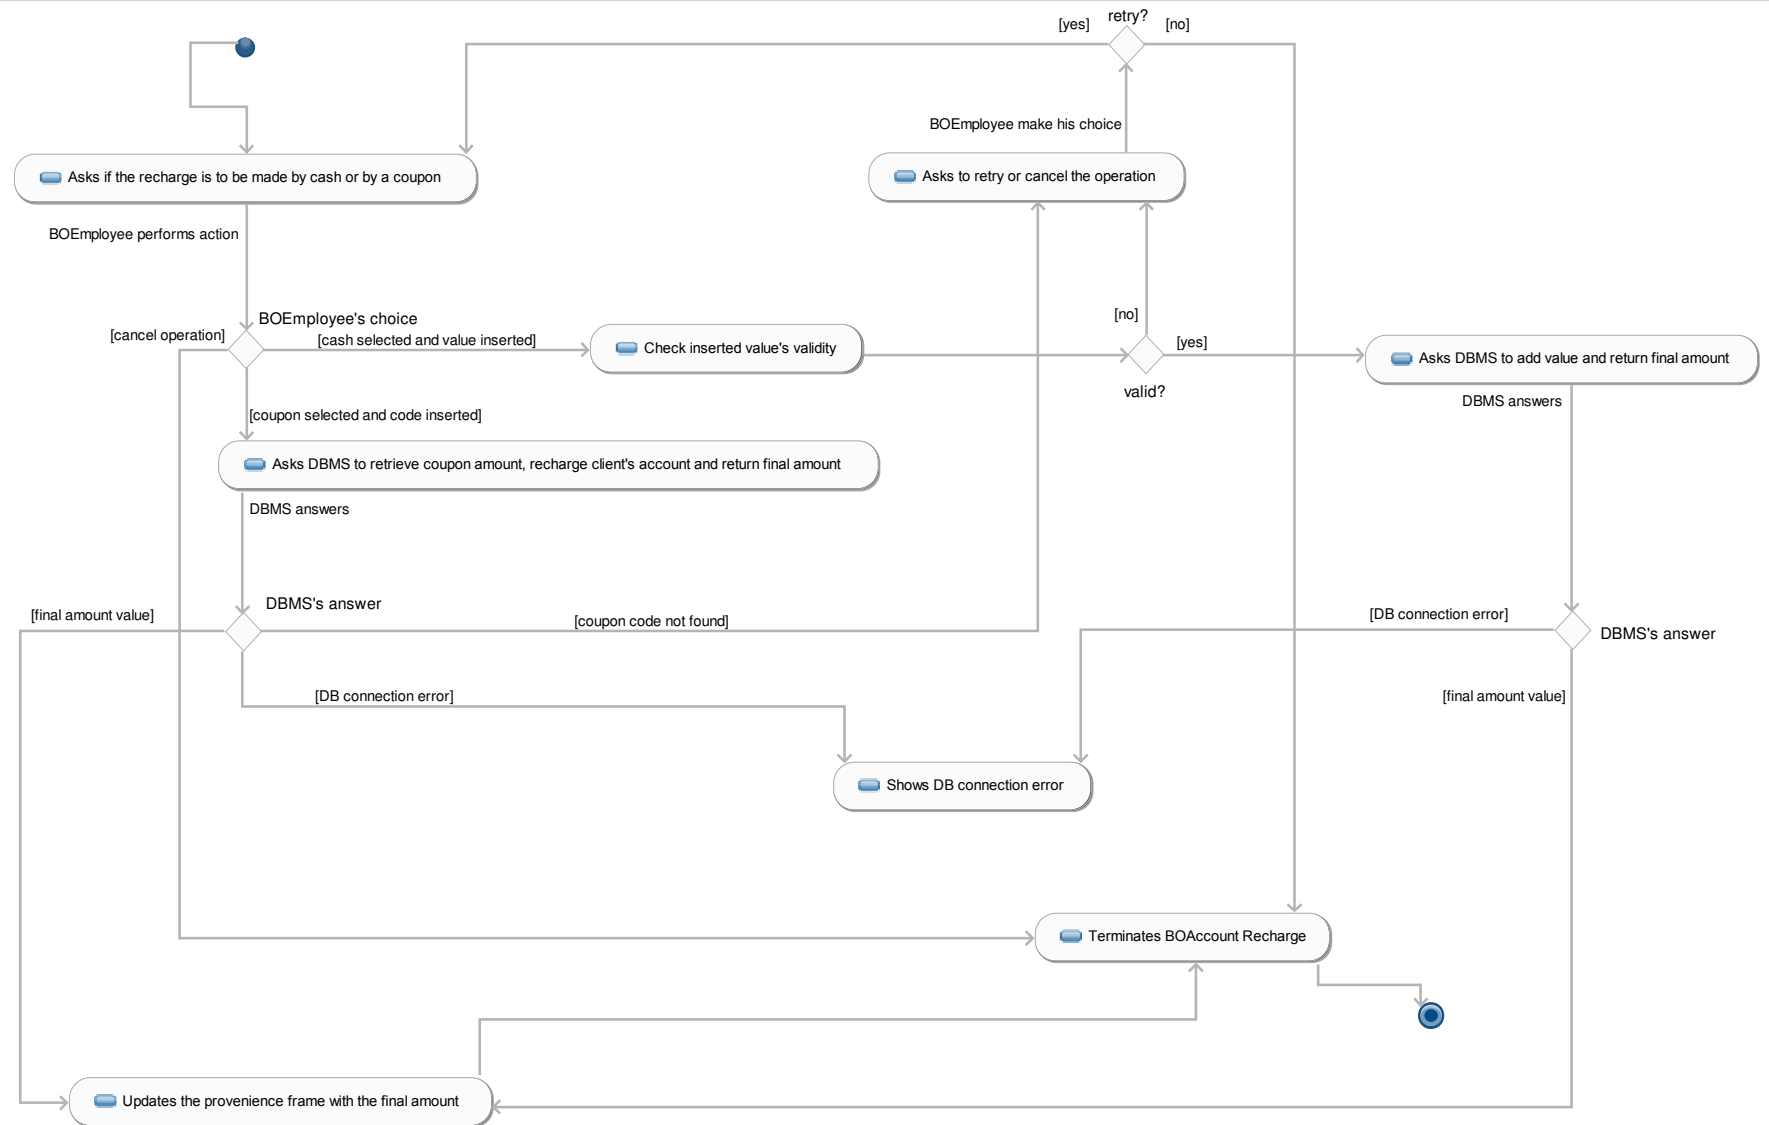 retry?
[yes]
[no]
BOEmployee make his choice
Asks if the recharge is to be made by cash or by a coupon
Asks to retry or cancel the operation
BOEmployee performs action
[no]
BOEmployee's choice
[cancel operation]
[cash selected and value inserted]
Check inserted value's validity
[yes]
Asks DBMS to add value and return final amount
valid?
DBMS answers
[coupon selected and code inserted]
Asks DBMS to retrieve coupon amount, recharge client's account and return final amount
DBMS answers
DBMS's answer
[final amount value]
[coupon code not found]
[DB connection error]
DBMS's answer
[DB connection error]
[final amount value]
Shows DB connection error
Terminates BOAccount Recharge
Updates the provenience frame with the final amount